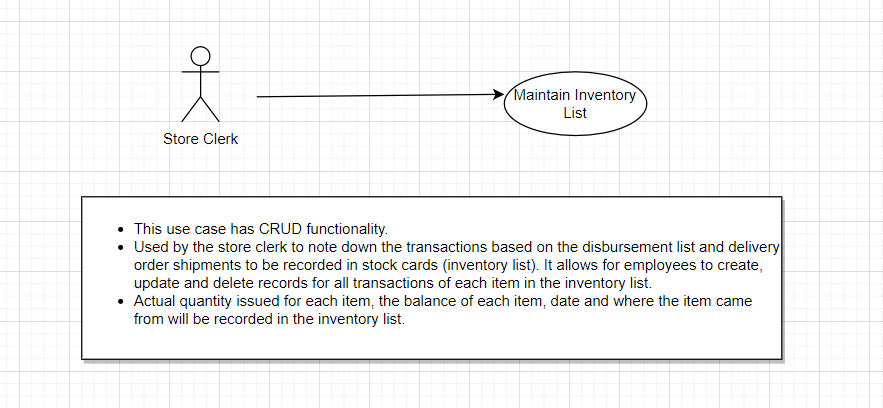 Maintain Inventory
List
Store Clerk
• This use case has CRUD functionality.
• Used by the store clerk to note down the transactions based on the disbursement list and delivery
order shipments to be recorded in stock cards (inventory list). It allows for employees to create,
update and delete records for all transactions of each item in the inventory list.
• Actual quantity issued for each item, the balance of each item, date and where the item came
from will be recorded in the inventory list.